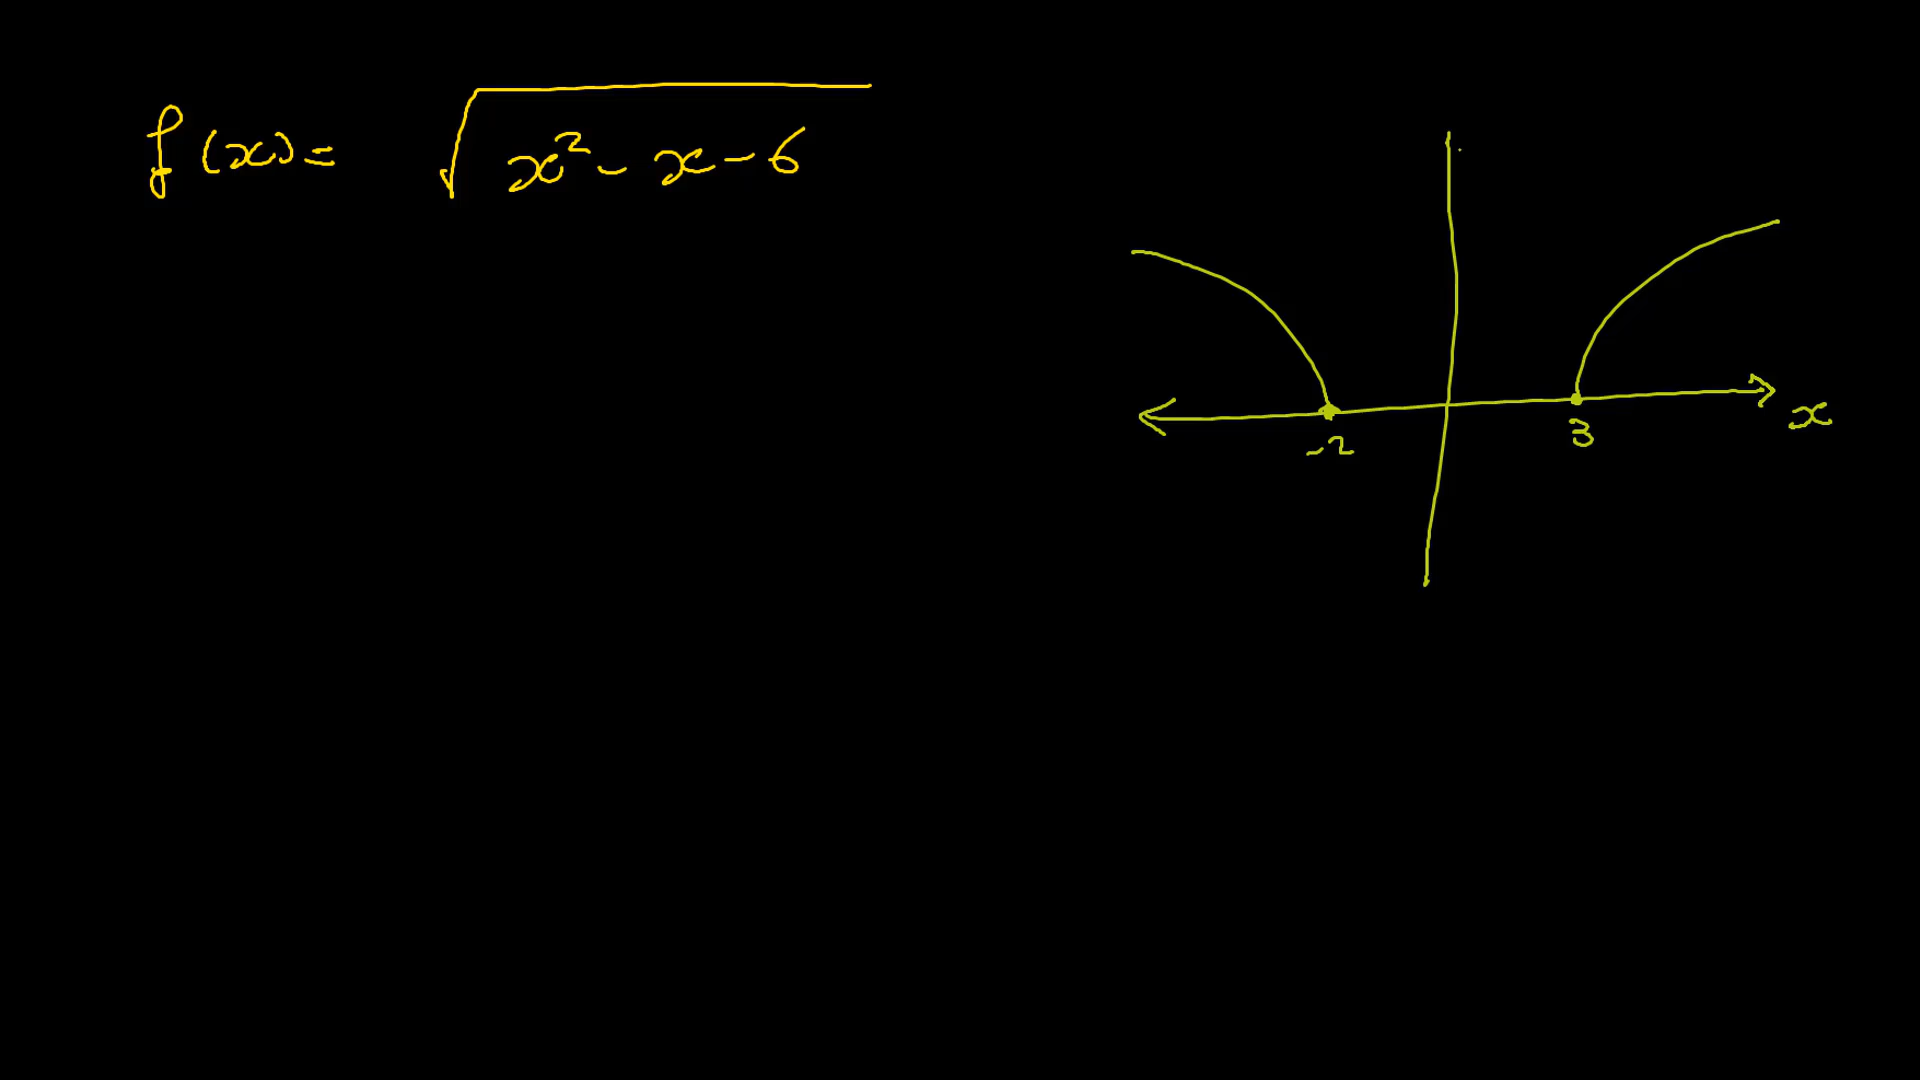 f(x) = √(x² - x - 6)
-2 3 x